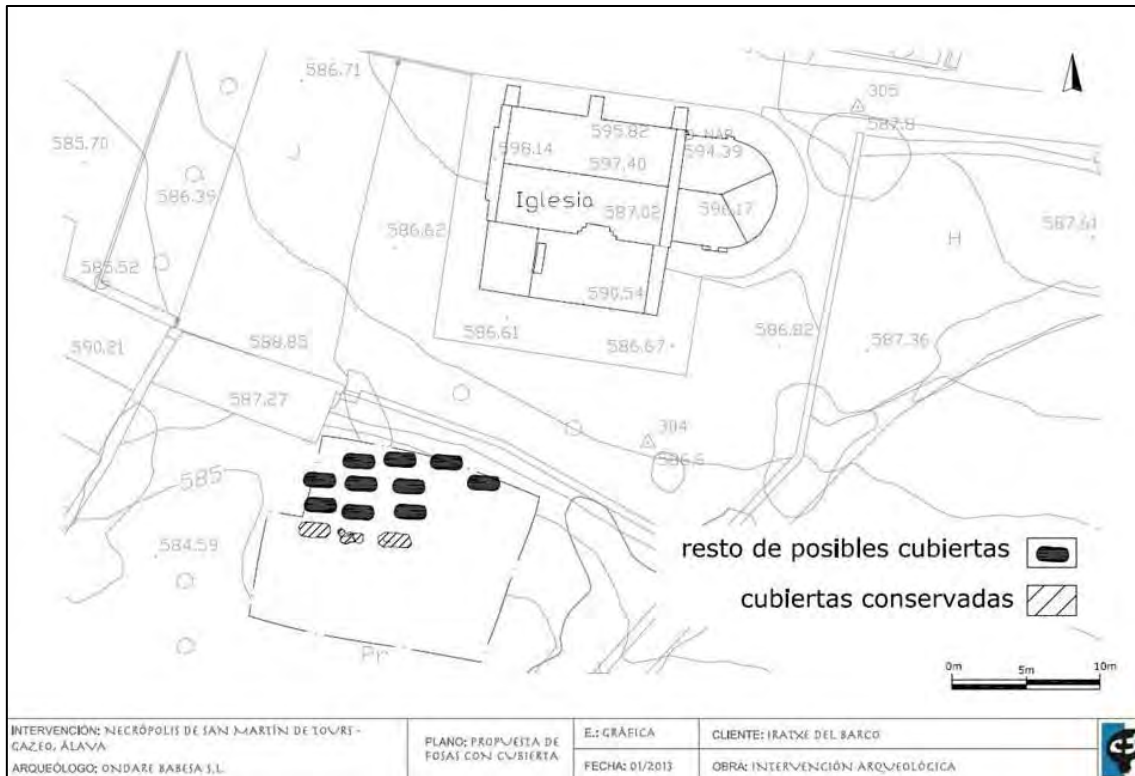 586.71
305
587.8
595.82
598.14
597.40
594.39
585.70
586.39
Iglesia
587.02
596.17
586.62
H
587.61
585.52
590.54
586.61
586.67
586.82
587.36
590.21
588.85
587.27
304
586.6
585
584.59
resto de posibles cubiertas
cubiertas conservadas
Pr
0m 5m 10m
INTERVENCIÓN: NECRÓPOLIS DE SAN MARTÍN DE TOURS -
GAZEO, ÁLAVA
ARQUEÓLOGO: ONDARE BABESA S.L.
PLANO: PROPUESTA DE
FOSAS CON CUBIERTA
E.: GRÁFICA
FECHA: 01/2013
CLIENTE: IRATXE DEL BARCO
OBRA: INTERVENCIÓN ARQUEOLÓGICA